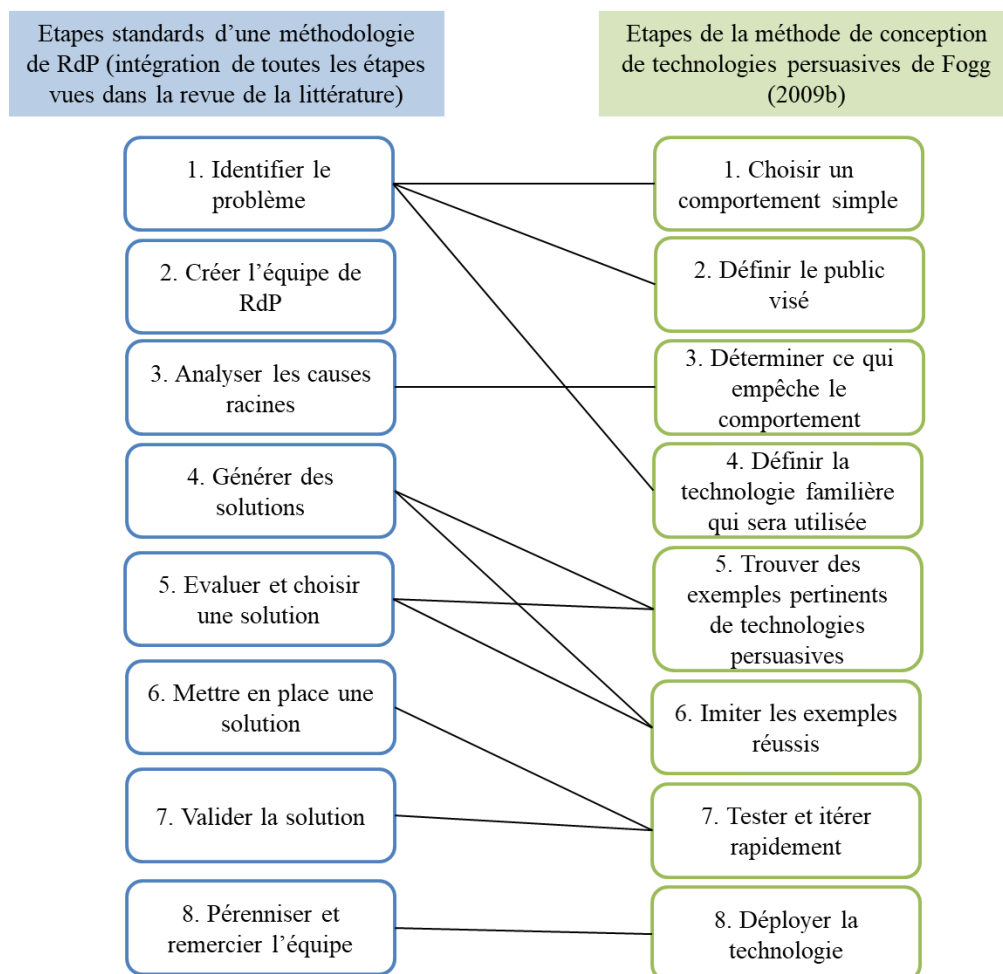 Etapes standards d’une méthodologie
de RdP (intégration de toutes les étapes
vues dans la revue de la littérature)
Etapes de la méthode de conception
de technologies persuasives de Fogg
(2009b)
1. Identifier le
problème
1. Choisir un
comportement simple
2. Créer l’équipe de
RdP
2. Définir le public
visé
3. Analyser les causes
racines
3. Déterminer ce qui
empêche le
comportement
4. Générer des
solutions
4. Définir la
technologie familière
qui sera utilisée
5. Evaluer et choisir
une solution
5. Trouver des
exemples pertinents
de technologies
persuasives
6. Mettre en place une
solution
6. Imiter les exemples
réussis
7. Valider la solution
7. Tester et itérer
rapidement
8. Pérenniser et
remercier l’équipe
8. Déployer la
technologie